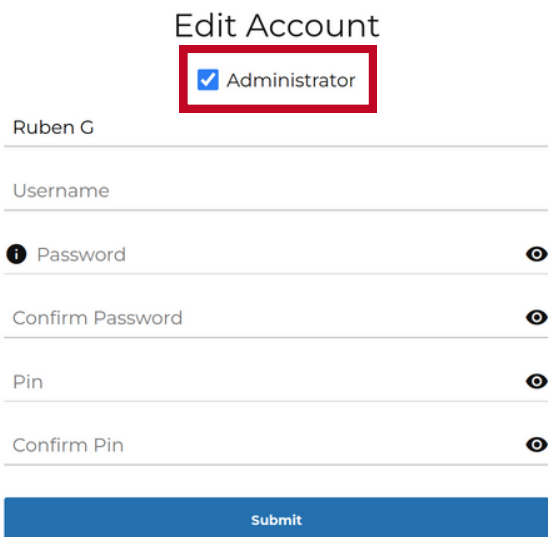 Edit Account
Administrator
Ruben G
Username
Password
Confirm Password
Pin
Confirm Pin
Submit